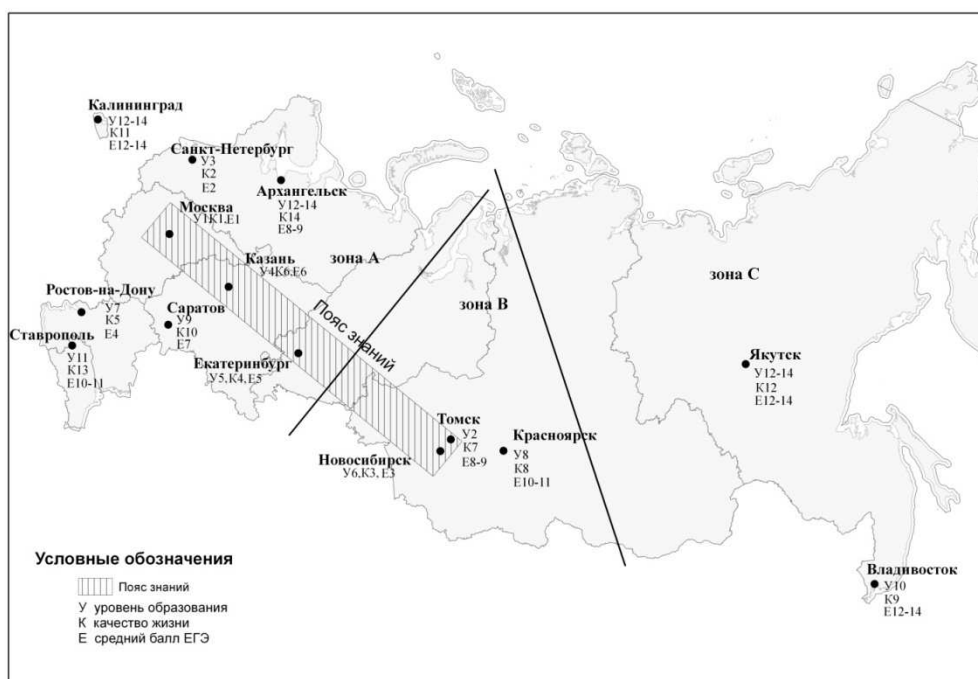 Калининград
У12-14
К11
Е12-14
Санкт-Петербург
У3
К2
Е2
Архангельск
У12-14
К14
Е8-9
Москва
У1К1,Е1
Казань
У4К6,Е6
зона А
зона В
зона С
Пояс знаний
Ростов-на-Дону
У7
К5
Е4
Саратов
У9
К10
Е7
Ставрополь
У11
К13
Е10-11
Екатеринбург
У5,К4,Е5
Томск
У2
К7
Е8-9
Новосибирск
У6,К3,Е3
Красноярск
У8
К8
Е10-11
Якутск
У12-14
К12
Е12-14
Владивосток
У10
К9
Е12-14
Условные обозначения
Пояс знаний
У уровень образования
К качество жизни
Е средний балл ЕГЭ